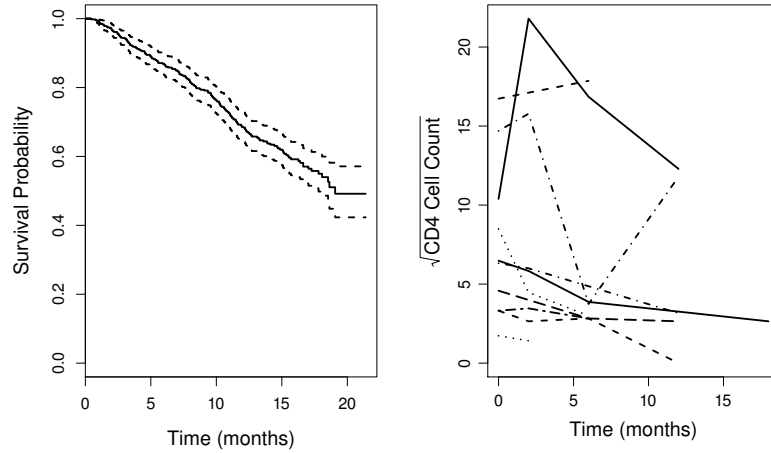 Survival Probability
1.0
0.8
0.6
0.4
0.2
0.0
0 5 10 15 20
Time (months)
√CD4 Cell Count
20
15
10
5
0
0 5 10 15
Time (months)